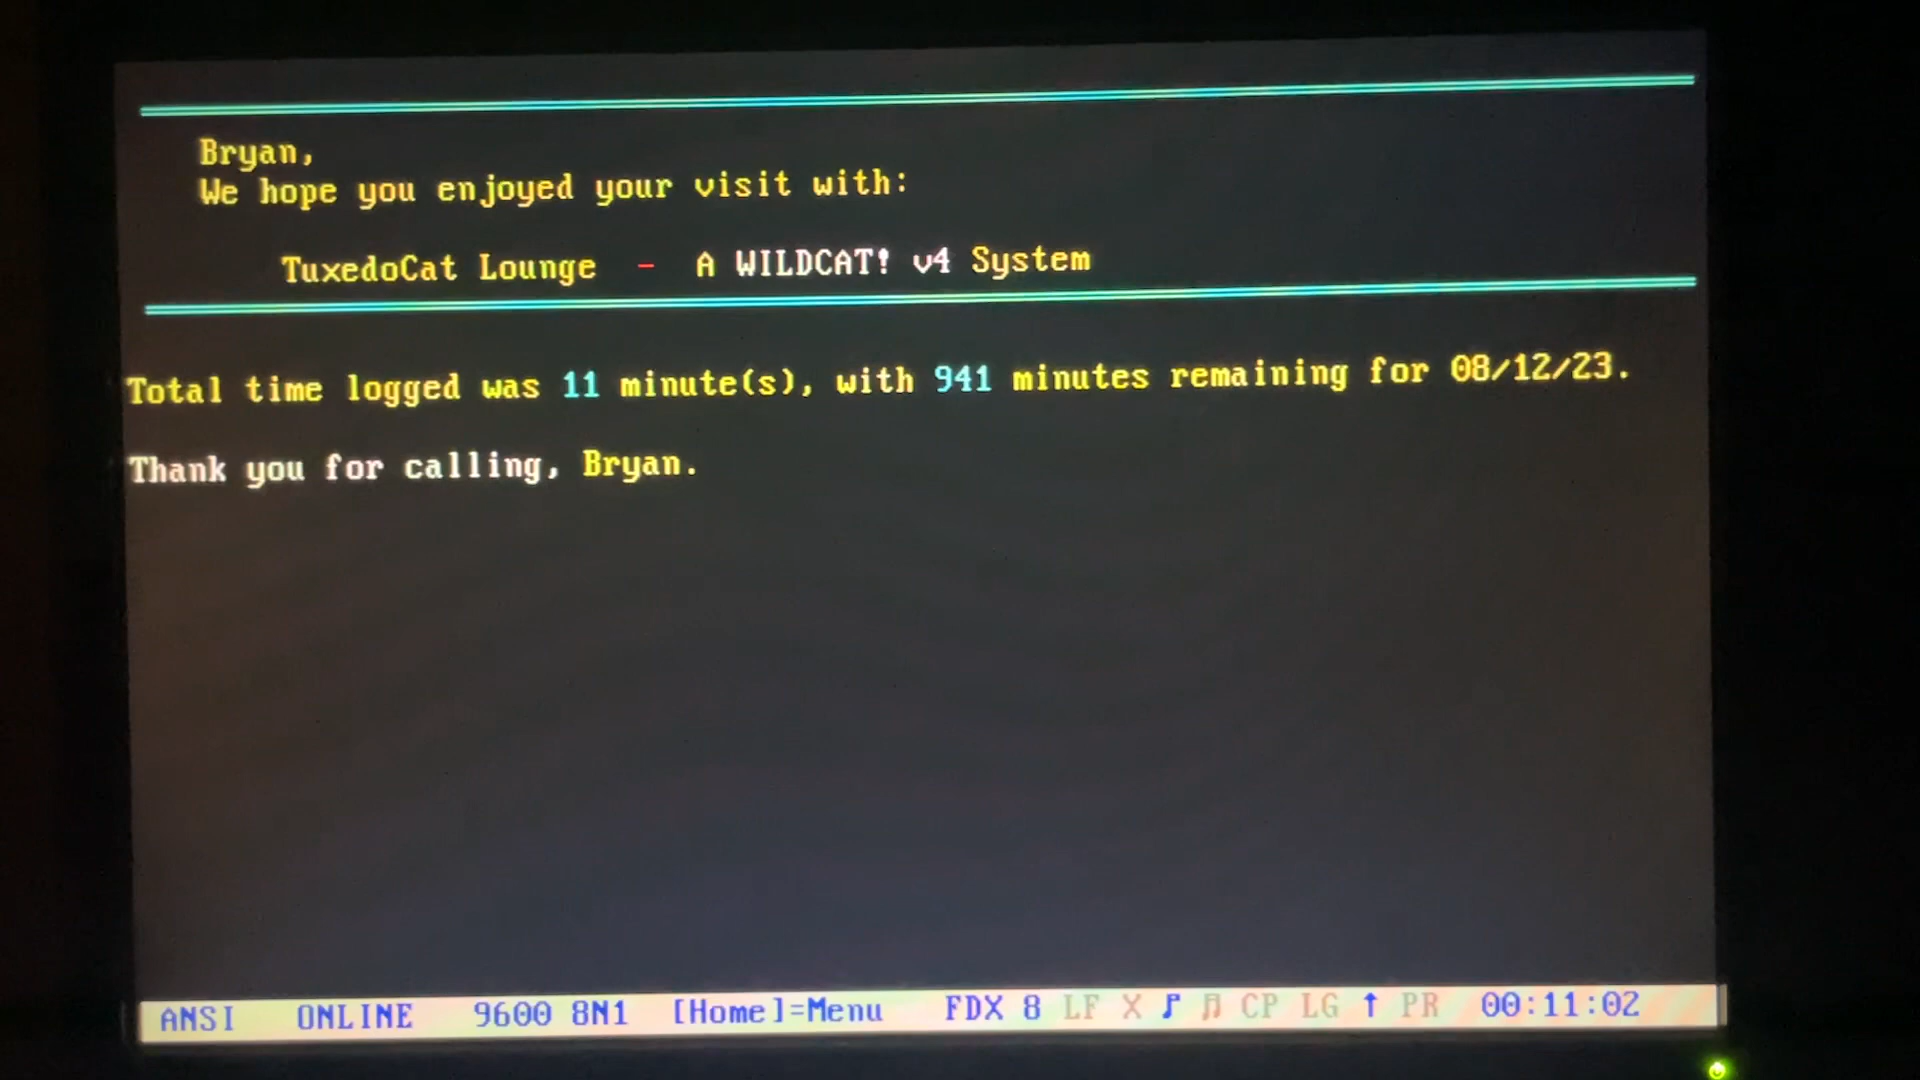 Bryan,
We hope you enjoyed your visit with:
TuxedoCat Lounge - A WILDCAT! v4 System
Total time logged was 11 minute(s), with 941 minutes remaining for 08/12/23.
Thank you for calling, Bryan.
ANSI ONLINE 9600 8N1 [Home]=Menu FDX 8 LF X ♪ ♫ CP LG ↑ PR 00:11:02